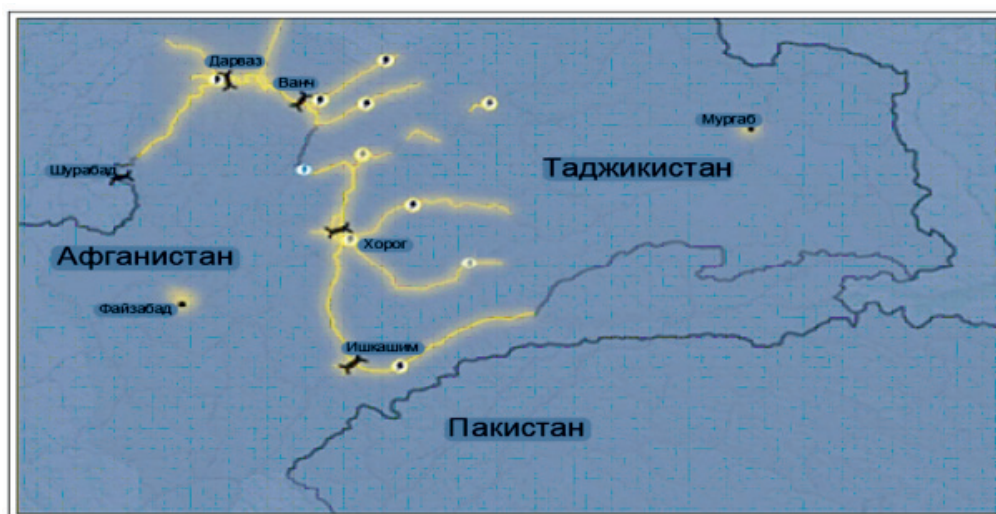 Дарваз
Ванч
Мургаб
Шурабад
Таджикистан
Хорог
Афганистан
Файзабад
Ишкашим
Пакистан